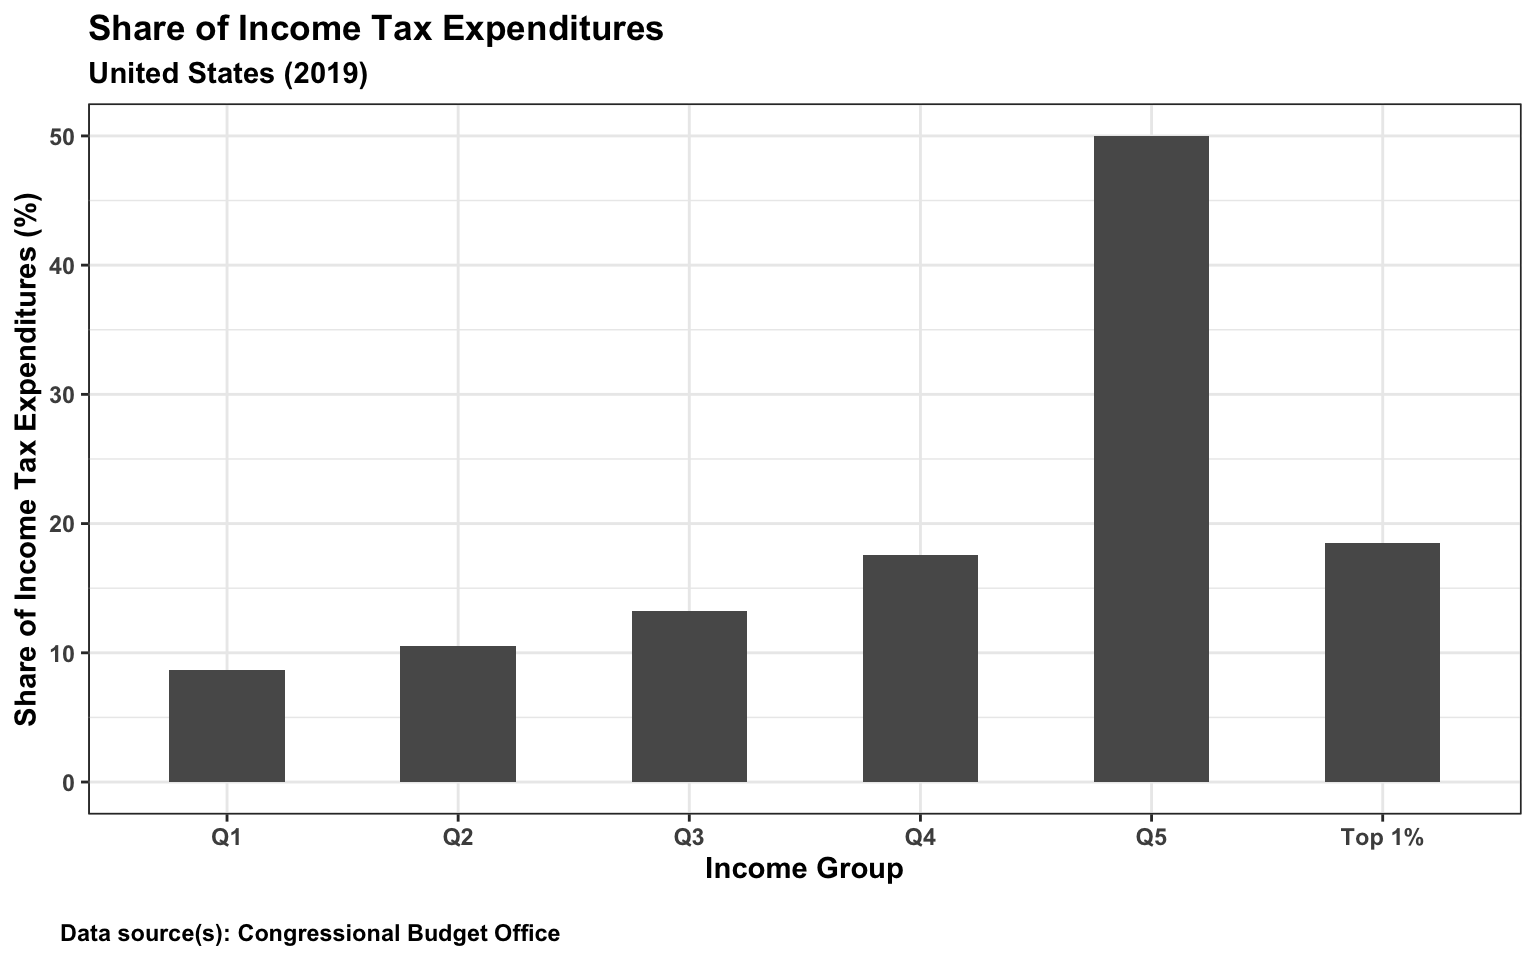 Share of Income Tax Expenditures
United States (2019)
Share of Income Tax Expenditures (%)
50
40
30
20
10
0
Q1 Q2 Q3 Q4 Q5 Top 1%
Income Group
Data source(s): Congressional Budget Office